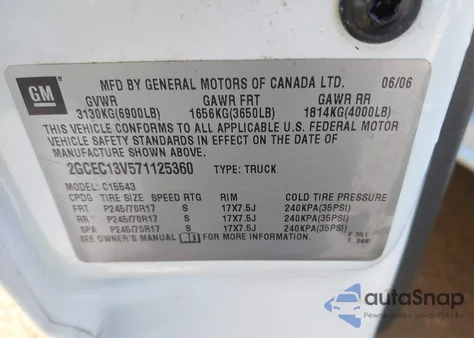 GM
MFD BY GENERAL MOTORS OF CANADA LTD. 06/06
GVWR GAWR FRT GAWR RR
3130KG(6900LB) 1656KG(3650LB) 1814KG(4000LB)
THIS VEHICLE CONFORMS TO ALL APPLICABLE U.S. FEDERAL MOTOR
VEHICLE SAFETY STANDARDS IN EFFECT ON THE DATE OF
MANUFACTURE SHOWN ABOVE.
2GCEC13V571125360 TYPE: TRUCK
MODEL: C15543
CPDG TIRE SIZE SPEED RTG RIM COLD TIRE PRESSURE
FRT P245/70R17 S 17X7.5J 240KPA(35PSI)
RR P245/70R17 S 17X7.5J 240KPA(35PSI)
SPA P245/70R17 S 17X7.5J 240KPA(35PSI)
SEE OWNER'S MANUAL FOR MORE INFORMATION.
autoSnap